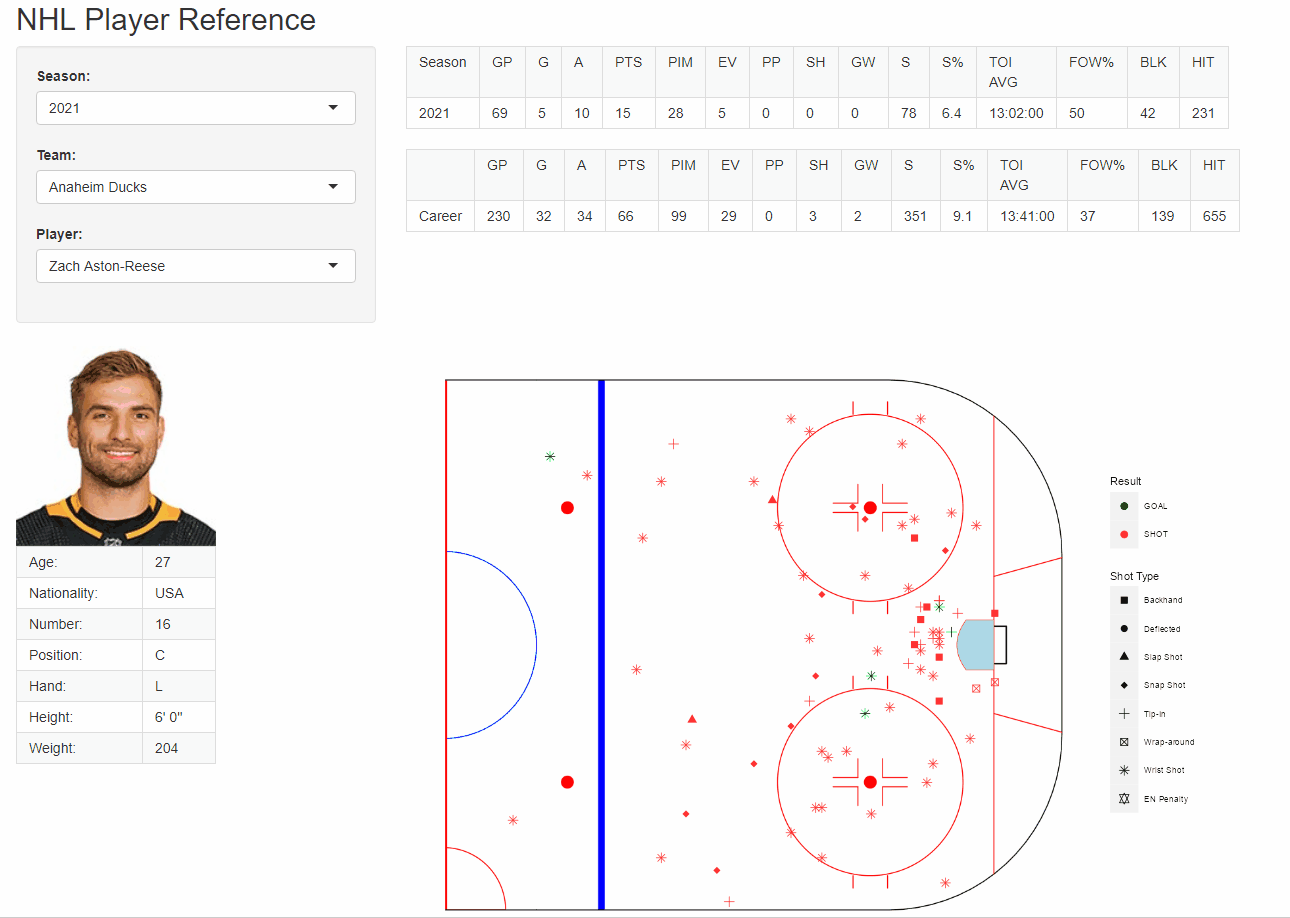 NHL Player Reference
Season:
2021
Team:
Anaheim Ducks
Player:
Zach Aston-Reese
Season GP G A PTS PIM EV PP SH GW S S% TOI AVG FOW% BLK HIT
2021 69 5 10 15 28 5 0 0 0 78 6.4 13:02:00 50 42 231
GP G A PTS PIM EV PP SH GW S S% TOI AVG FOW% BLK HIT
Career 230 32 34 66 99 29 0 3 2 351 9.1 13:41:00 37 139 655
Age: 27
Nationality: USA
Number: 16
Position: C
Hand: L
Height: 6' 0"
Weight: 204
Result
GOAL
SHOT
Shot Type
Backhand
Deflected
Slap Shot
Snap Shot
Tip-In
Wrap-around
Wrist Shot
EN Penalty